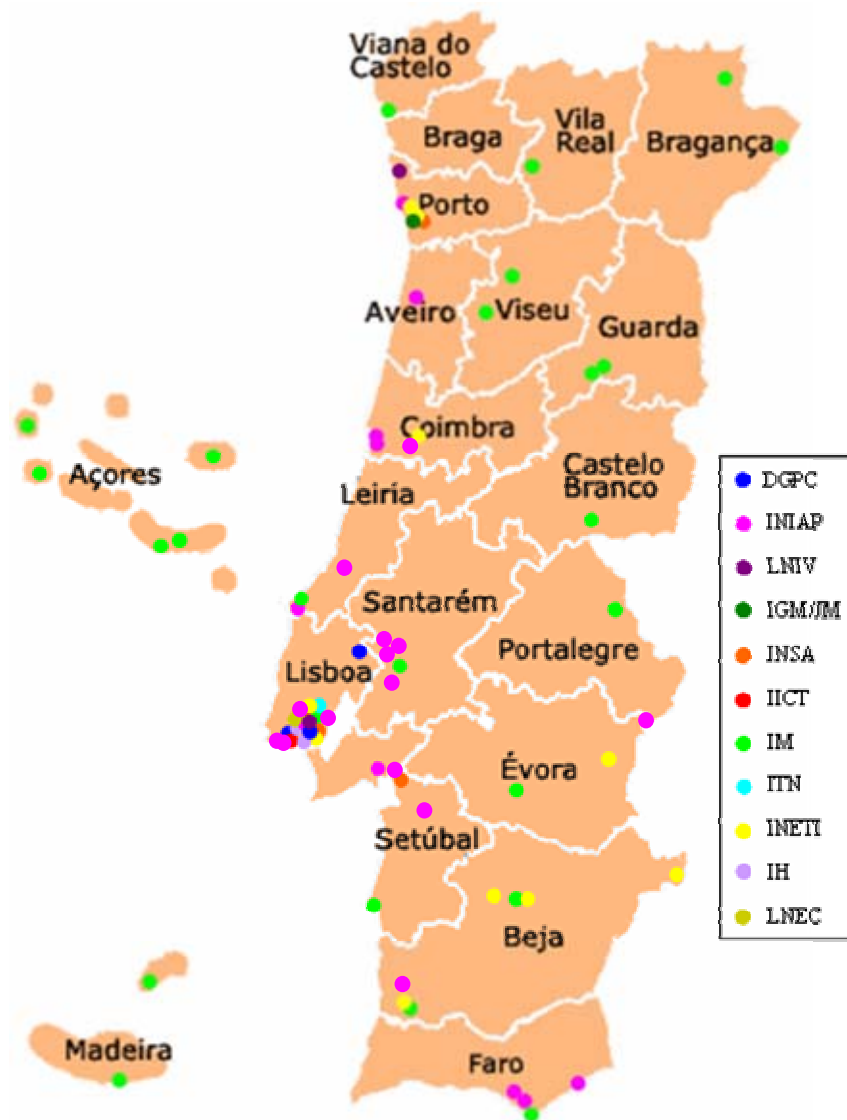 Viana do
Castelo
Braga
Vila
Real
Bragança
Porto
Aveiro
Viseu
Guarda
Coimbra
Açores
Leiria
Castelo
Branco
Santarém
Lisboa
Portalegre
Évora
Setúbal
Beja
Madeira
Faro
DGPC
INIAP
LNIV
IGM/IM
INSA
IICT
IM
ITN
INETI
IH
LNEC